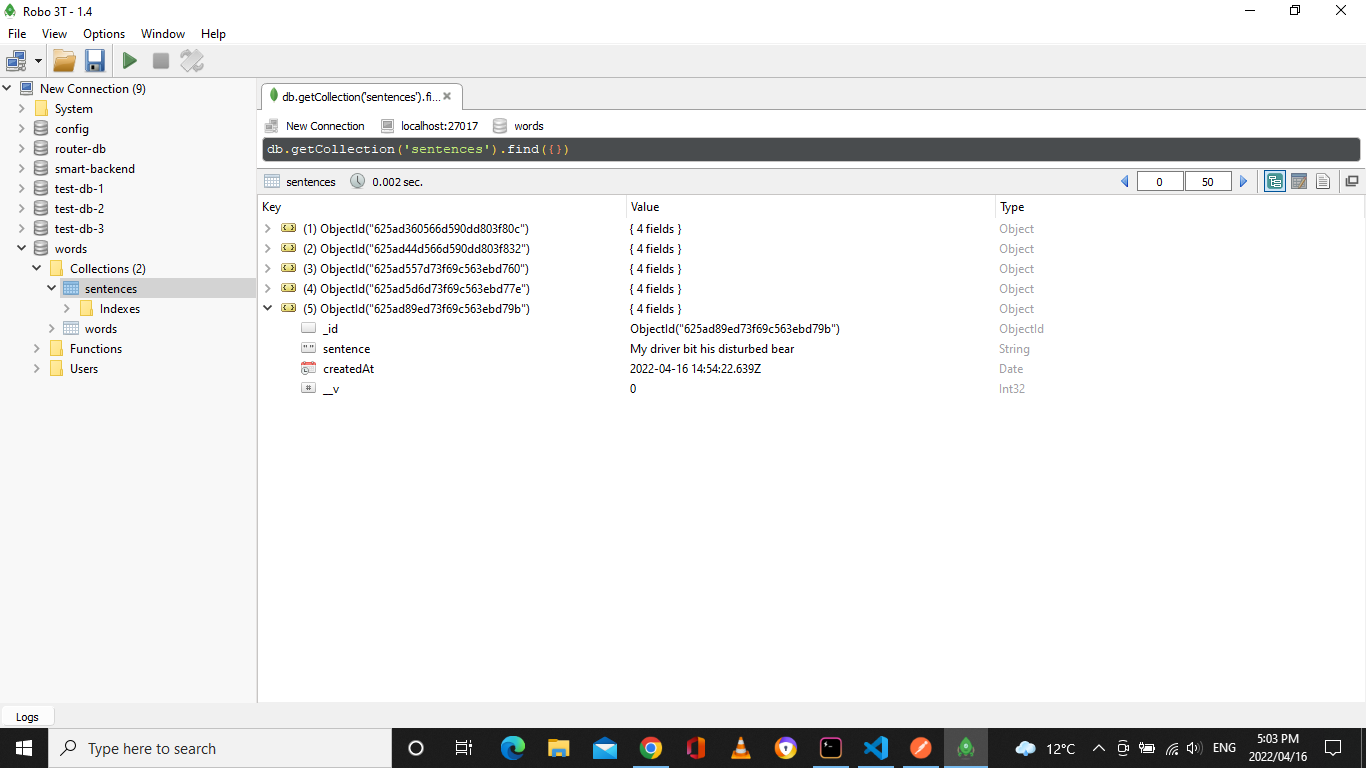 Robo 3T - 1.4
File View Options Window Help
New Connection (9)
System
config
router-db
smart-backend
test-db-1
test-db-2
test-db-3
words
Collections (2)
sentences
Indexes
words
Functions
Users
db.getCollection('sentences').fi...
New Connection localhost:27017 words
db.getCollection('sentences').find({})
sentences 0.002 sec. 0 50
Key Value Type
(1) ObjectId("625ad360566d590dd803f80c") { 4 fields } Object
(2) ObjectId("625ad44d566d590dd803f832") { 4 fields } Object
(3) ObjectId("625ad557d73f69c563ebd760") { 4 fields } Object
(4) ObjectId("625ad5d6d73f69c563ebd77e") { 4 fields } Object
(5) ObjectId("625ad89ed73f69c563ebd79b") { 4 fields } Object
_id ObjectId("625ad89ed73f69c563ebd79b") ObjectId
sentence My driver bit his disturbed bear String
createdAt 2022-04-16 14:54:22.639Z Date
__v 0 Int32
Logs
Type here to search
12°C ENG
5:03 PM
2022/04/16